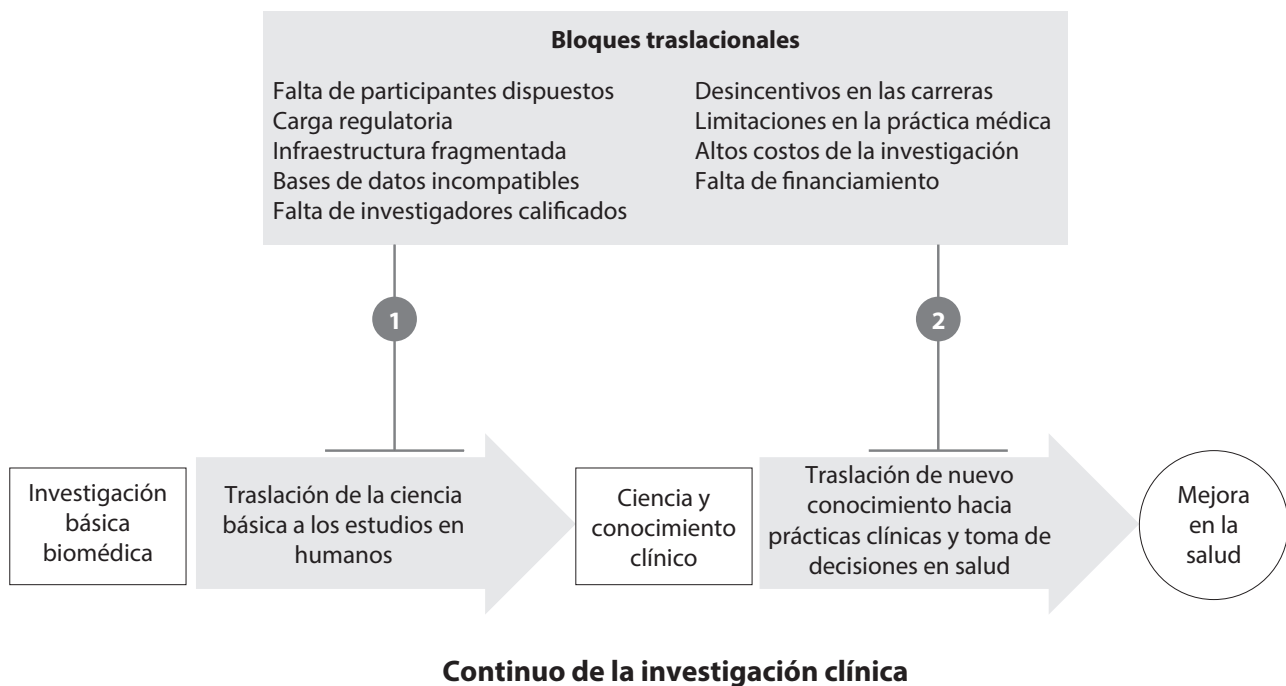 Bloques traslacionales
Falta de participantes dispuestos
Carga regulatoria
Infraestructura fragmentada
Bases de datos incompatibles
Falta de investigadores calificados
Desincentivos en las carreras
Limitaciones en la práctica médica
Altos costos de la investigación
Falta de financiamiento
1
2
Investigación
básica
biomédica
Traslación de la ciencia
básica a los estudios en
humanos
Ciencia y
conocimiento
clínico
Traslación de nuevo
conocimiento hacia
prácticas clínicas y toma de
decisiones en salud
Mejora
en la
salud
Continuo de la investigación clínica